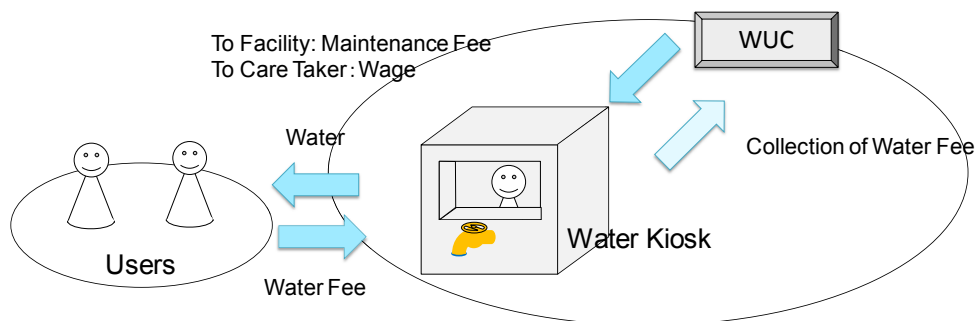 To Facility: Maintenance Fee
To Care Taker : Wage
WUC
Water
Collection of Water Fee
Water Kiosk
Users
Water Fee